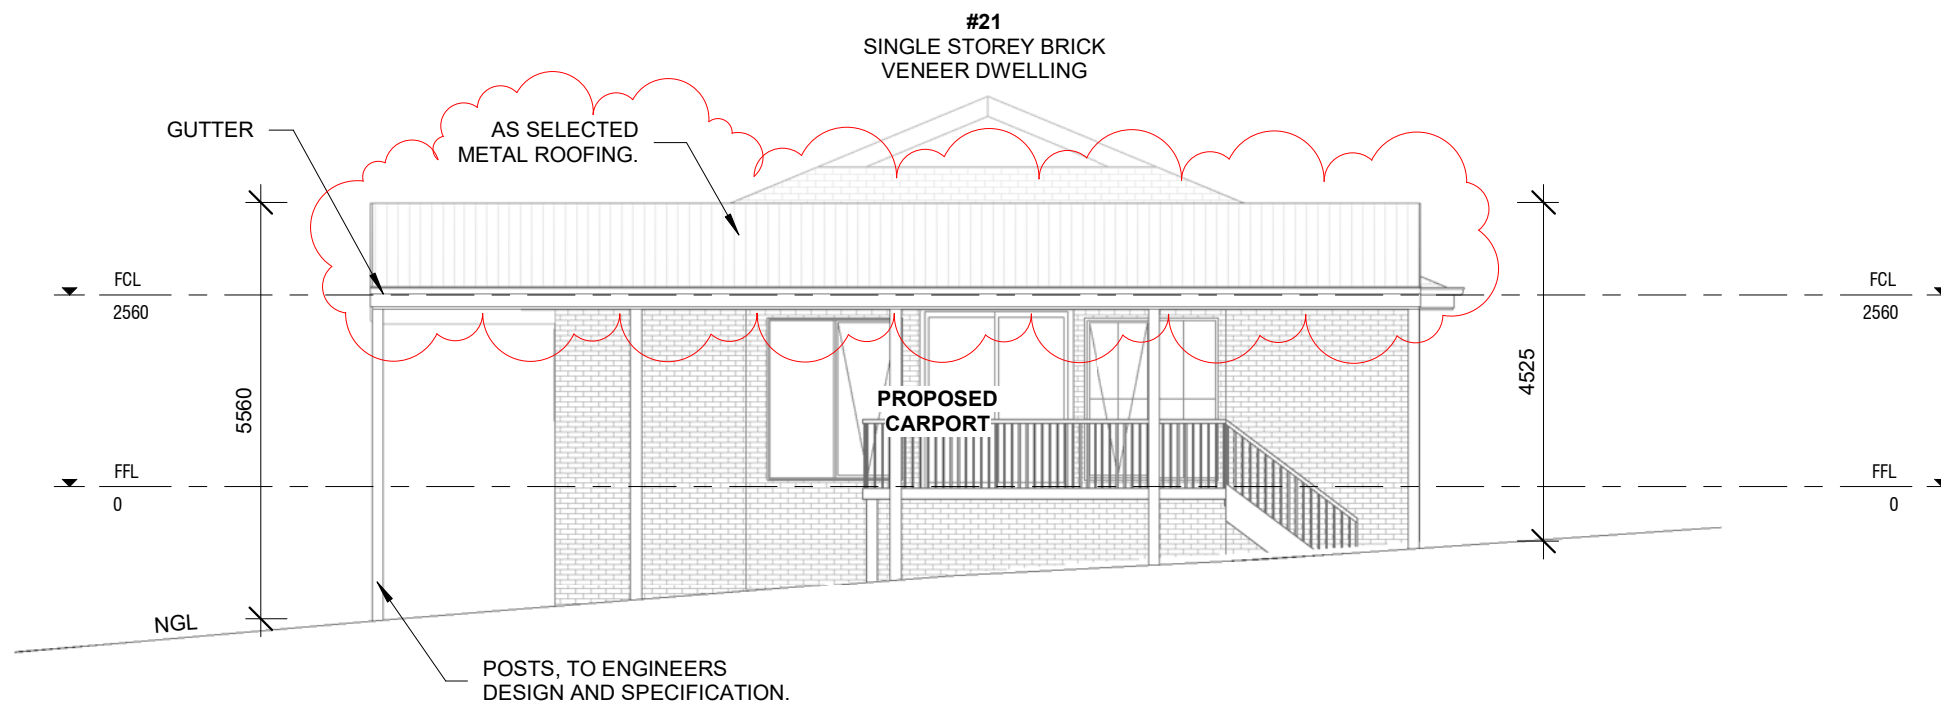 #21
SINGLE STOREY BRICK
VENEER DWELLING
GUTTER
AS SELECTED
METAL ROOFING.
FCL
2560
FCL
2560
5560
4525
PROPOSED
CARPORT
FFL
0
FFL
0
NGL
POSTS, TO ENGINEERS
DESIGN AND SPECIFICATION.